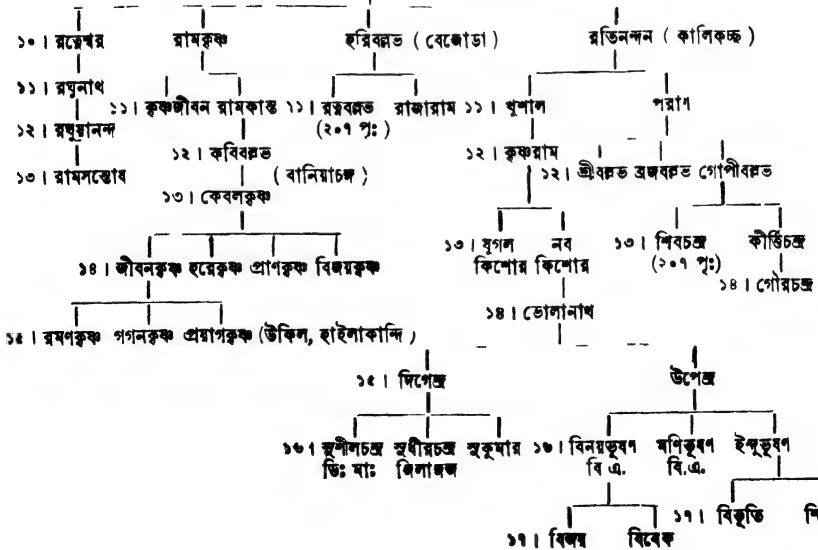 ১০। রত্নেশ্বর রামকৃষ্ণ হরিবল্লভ (বেজোড়া) রতিনন্দন (কালিকচ্ছ)
১১। রঘুনাথ ১১। কৃষ্ণজীবন রামকান্ত ১১। রত্নবল্লভ রাজারাম ১১। খুশাল পরাণ
(২০৭ পৃঃ)
১২। রঘুয়ানন্দ ১২। কবিবল্লভ ১২। কৃষ্ণরাম ১২। শ্রীবল্লভ ব্রজবল্লভ গোপীবল্লভ
(বানিয়াচঙ্গ)
১৩। রামসন্তোষ ১৩। কেবলকৃষ্ণ ১৩। যুগল নব ১৩। শিবচন্দ্র কীর্ত্তিচন্দ্র
কিশোর কিশোর (২০৭ পৃঃ)
১৪। জীবনকৃষ্ণ হরেকৃষ্ণ প্রাণকৃষ্ণ বিজয়কৃষ্ণ ১৪। গৌরচন্দ্র
১৪। ভোলানাথ
১৫। রমণকৃষ্ণ গগনকৃষ্ণ প্রয়াগকৃষ্ণ (উকিল, হাইলাকান্দি)
১৫। দিগেন্দ্র উপেন্দ্র
১৬। সুশীলচন্দ্র সুধীরচন্দ্র সুকুমার ১৬। বিনয়ভূষণ মণিভূষণ ইন্দুভূষণ
ডিঃ মাঃ জিলাজজ বি এ. বি.এ.
১৭। বিজয় বিবেক ১৭। বিভূতি